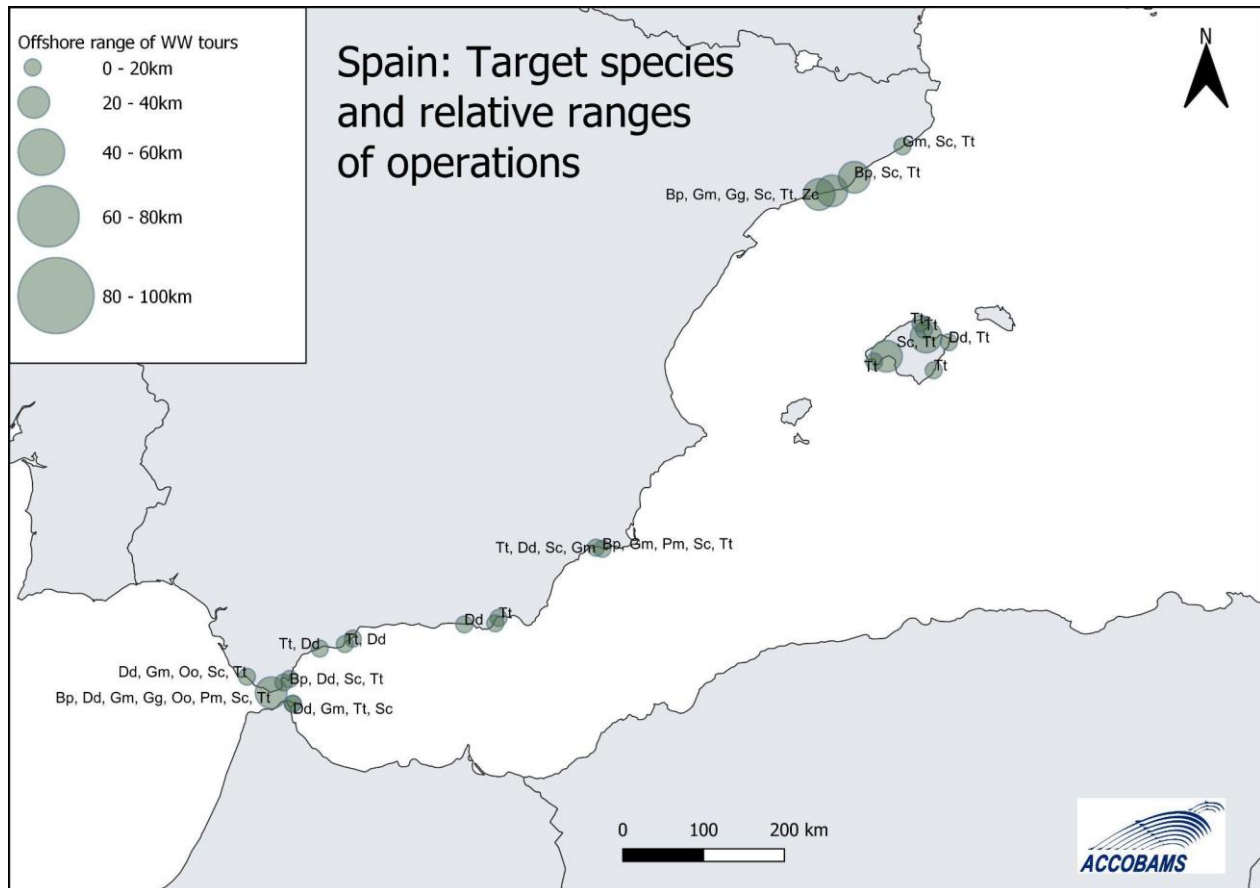 Offshore range of WW tours
0 - 20km
20 - 40km
40 - 60km
60 - 80km
80 - 100km
Spain: Target species
and relative ranges
of operations
N
Gm, Sc, Tt
Bp, Sc, Tt
Bp, Gm, Gg, Sc, Tt, Zc
Tt
Tt
Sc, Tt
Dd, Tt
Tt
Tt
Tt, Dd, Sc, Gm
Bp, Gm, Pm, Sc, Tt
Tt
Dd
Tt, Dd
Tt, Dd
Dd, Gm, Oo, Sc, Tt
Bp, Dd, Sc, Tt
Bp, Dd, Gm, Gg, Oo, Pm, Sc, Tt
Dd, Gm, Tt, Sc
0 100 200 km
ACCOBAMS